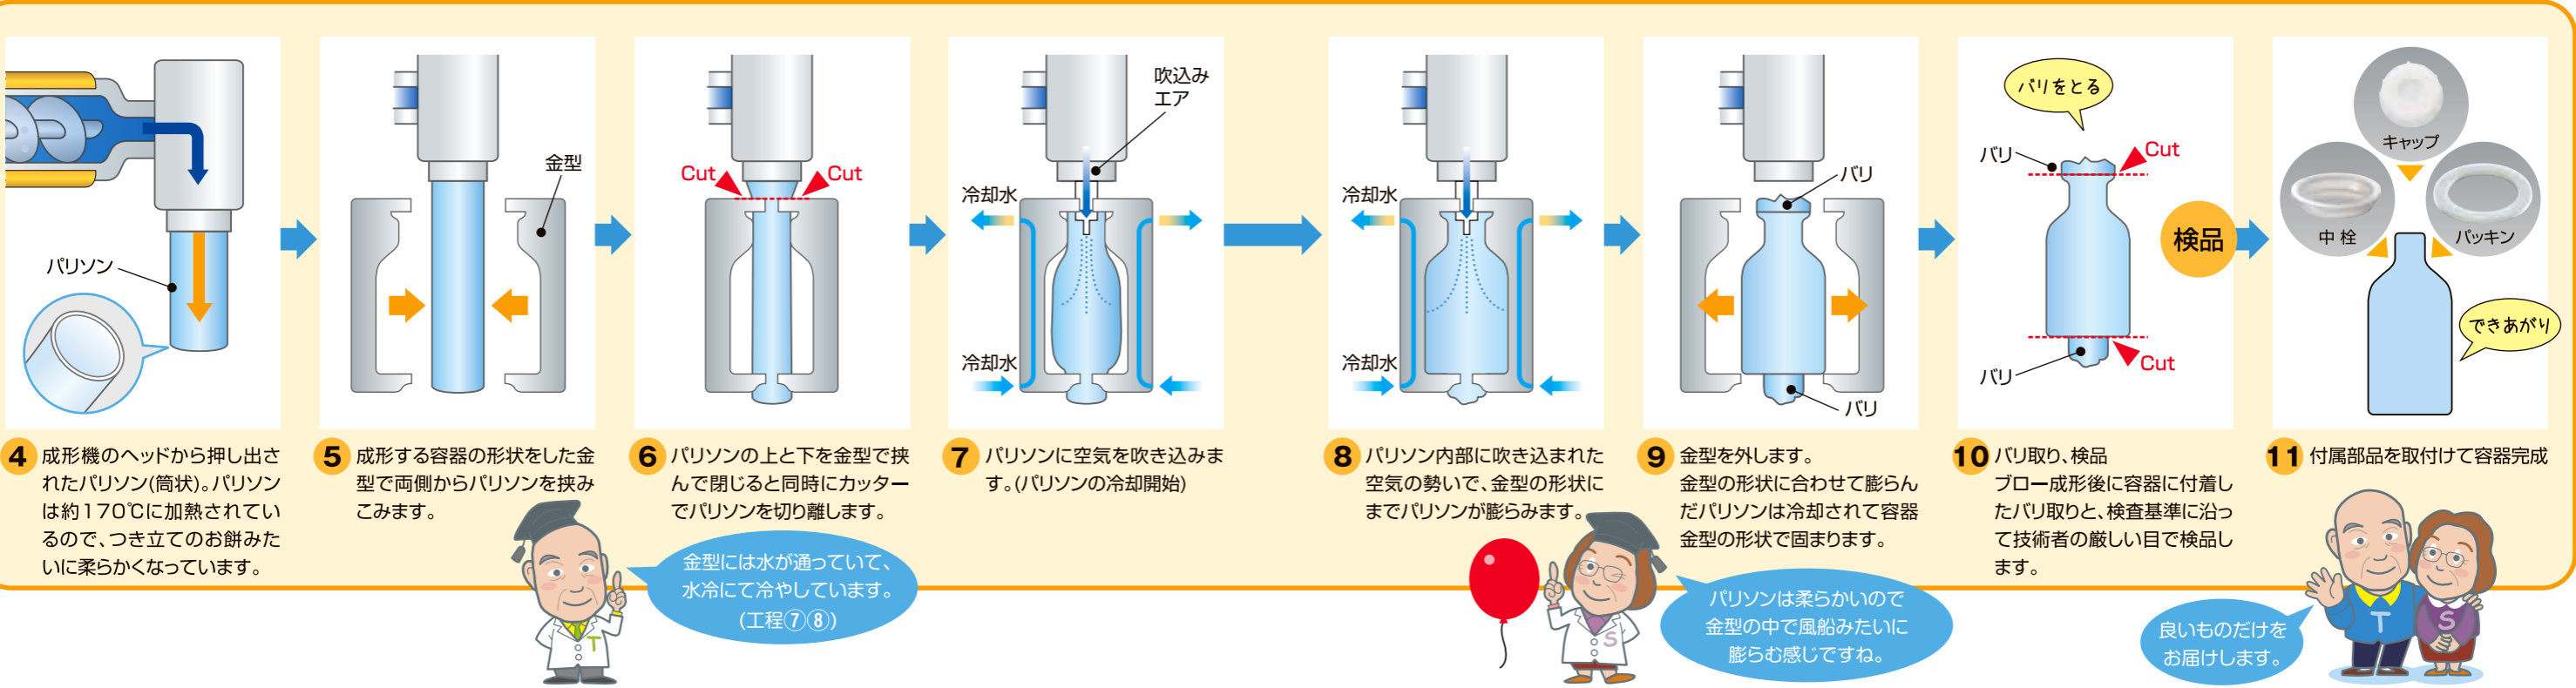 パリソン
4 成形機のヘッドから押し出さ
れたパリソン(筒状)。パリソン
は約170℃に加熱されてい
るので、つき立てのお餅みた
いに柔らかくなっています。
金型
5 成形する容器の形状をした金
型で両側からパリソンを挟み
こみます。
Cut
Cut
6 パリソンの上と下を金型で挟
んで閉じると同時にカッター
でパリソンを切り離します。
吹込み
エア
冷却水
冷却水
7 パリソンに空気を吹き込みま
す。(パリソンの冷却開始)
冷却水
冷却水
8 パリソン内部に吹き込まれた
空気の勢いで、金型の形状に
までパリソンが膨らみます。
バリ
バリ
9 金型を外します。
金型の形状に合わせて膨らん
だパリソンは冷却されて容器
金型の形状で固まります。
バリをとる
バリ
Cut
バリ
Cut
10 バリ取り、検品
ブロー成形後に容器に付着し
たバリ取りと、検査基準に沿っ
て技術者の厳しい目で検品し
ます。
検品
キャップ
中栓
パッキン
できあがり
11 付属部品を取付けて容器完成
金型には水が通っていて、
水冷にて冷やしています。
(工程⑦⑧)
T
パリソンは柔らかいので
金型の中で風船みたいに
膨らむ感じですね。
S
良いものだけを
お届けします。
T
S